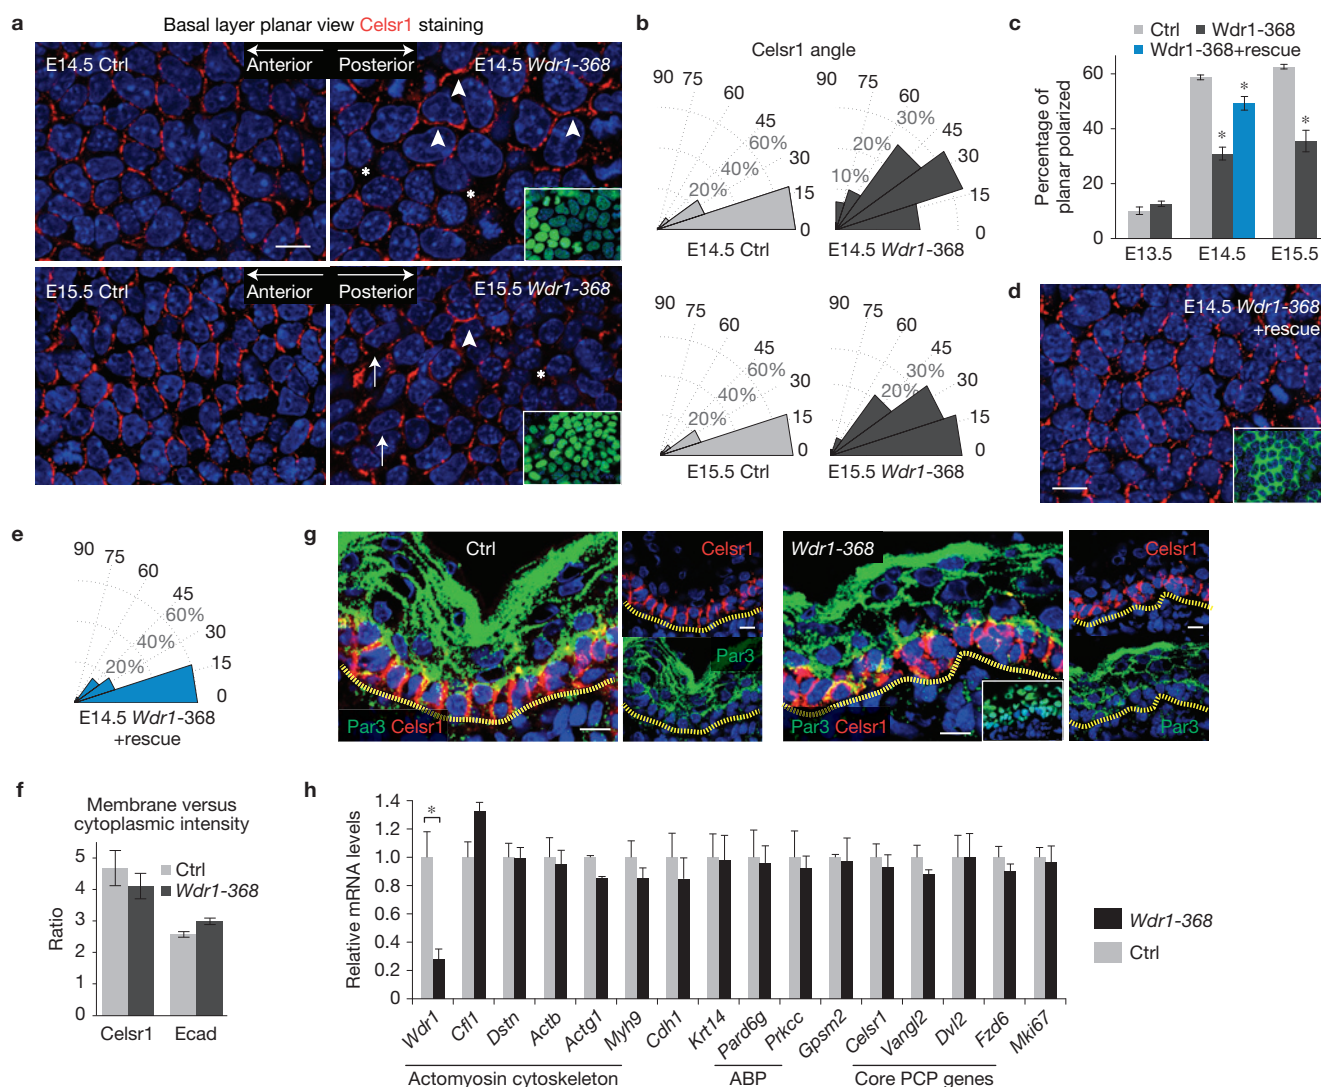 a
Basal layer planar view Celsr1 staining
E14.5 Ctrl
Anterior
Posterior
E14.5 Wdr1-368
*
*
E15.5 Ctrl
Anterior
Posterior
E15.5 Wdr1-368
*
b
Celsr1 angle
90
75
60
45
30
15
0
60%
40%
20%
E14.5 Ctrl
90
75
60
45
30
15
0
30%
20%
10%
E14.5 Wdr1-368
90
75
60
45
30
15
0
60%
40%
20%
E15.5 Ctrl
90
75
60
45
30
15
0
30%
20%
E15.5 Wdr1-368
c
Ctrl
Wdr1-368
Wdr1-368+rescue
Percentage of
planar polarized
60
40
20
0
*
*
*
E13.5
E14.5
E15.5
d
E14.5 Wdr1-368
+rescue
e
90
75
60
45
30
15
0
60%
40%
20%
E14.5 Wdr1-368
+rescue
g
Ctrl
Par3 Celsr1
Celsr1
Par3
Wdr1-368
Par3 Celsr1
Celsr1
Par3
f
Membrane versus
cytoplasmic intensity
Ratio
5
4
3
2
1
0
Ctrl
Wdr1-368
Celsr1
Ecad
h
Relative mRNA levels
1.4
1.2
1.0
0.8
0.6
0.4
0.2
0
*
Wdr1
Cfl1
Dstn
Actb
Actg1
Myh9
Cdh1
Krt14
Pard6g
Prkcc
Gpsm2
Celsr1
Vangl2
Dvl2
Fzd6
Mki67
Actomyosin cytoskeleton
ABP
Core PCP genes
Wdr1-368
Ctrl